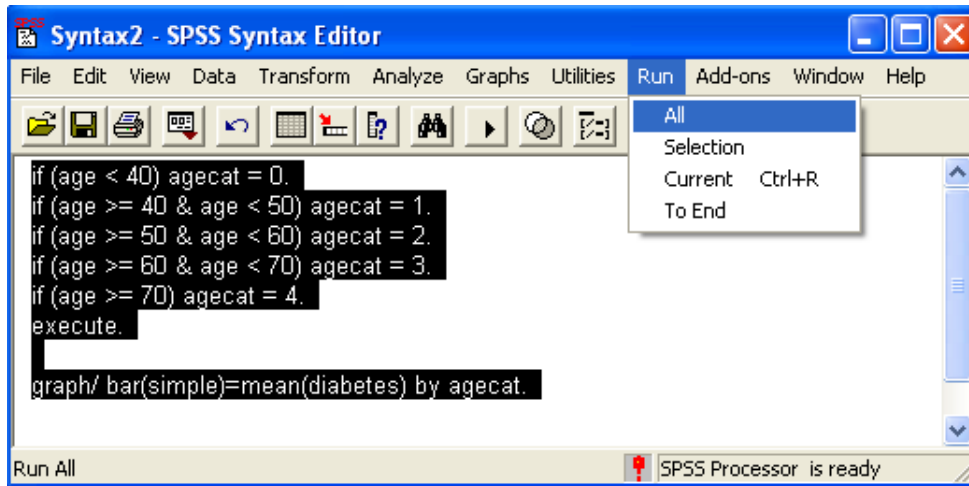 SPSS
Syntax2 - SPSS Syntax Editor
File Edit View Data Transform Analyze Graphs Utilities Run Add-ons Window Help
All
Selection
Current Ctrl+R
To End
if (age < 40) agecat = 0.
if (age >= 40 & age < 50) agecat = 1.
if (age >= 50 & age < 60) agecat = 2.
if (age >= 60 & age < 70) agecat = 3.
if (age >= 70) agecat = 4.
execute.
graph/ bar(simple)=mean(diabetes) by agecat.
Run All
SPSS Processor is ready